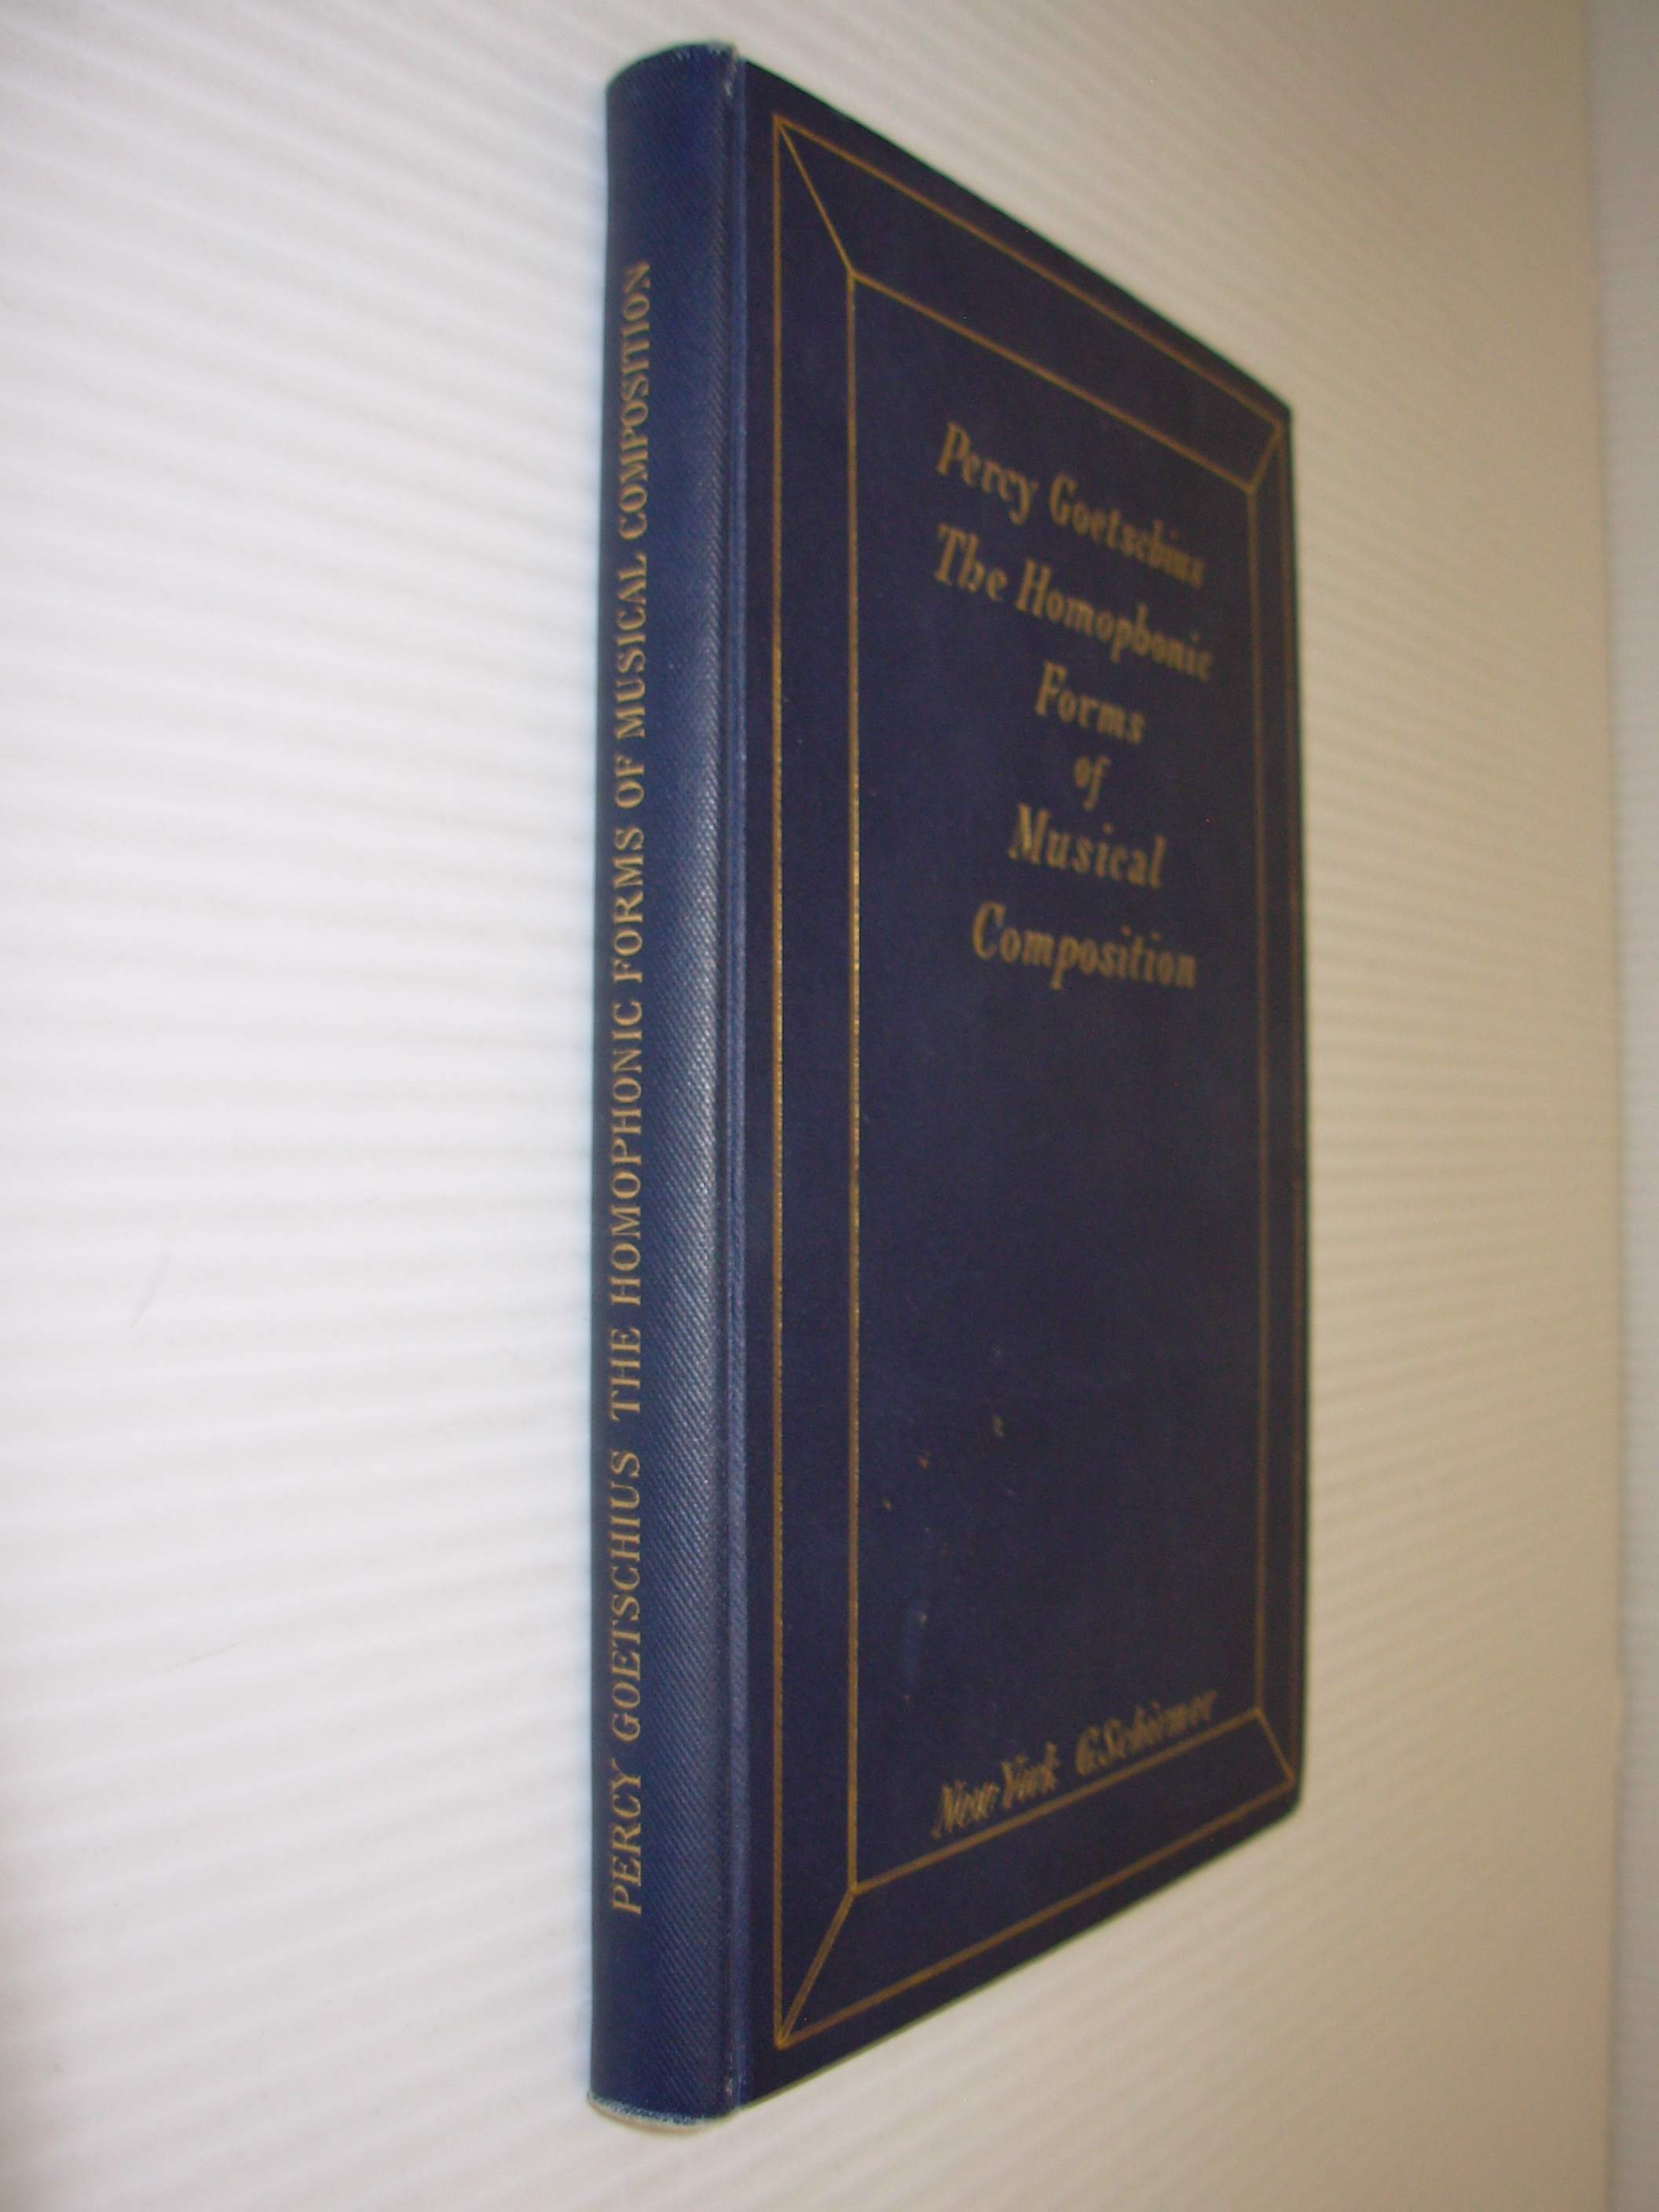 PERCY GOETSCHIUS THE HOMOPHONIC FORMS OF MUSICAL COMPOSITION
Percy Goetschius
The Homophonic
Forms
of
Musical
Composition
New York G. Schirmer